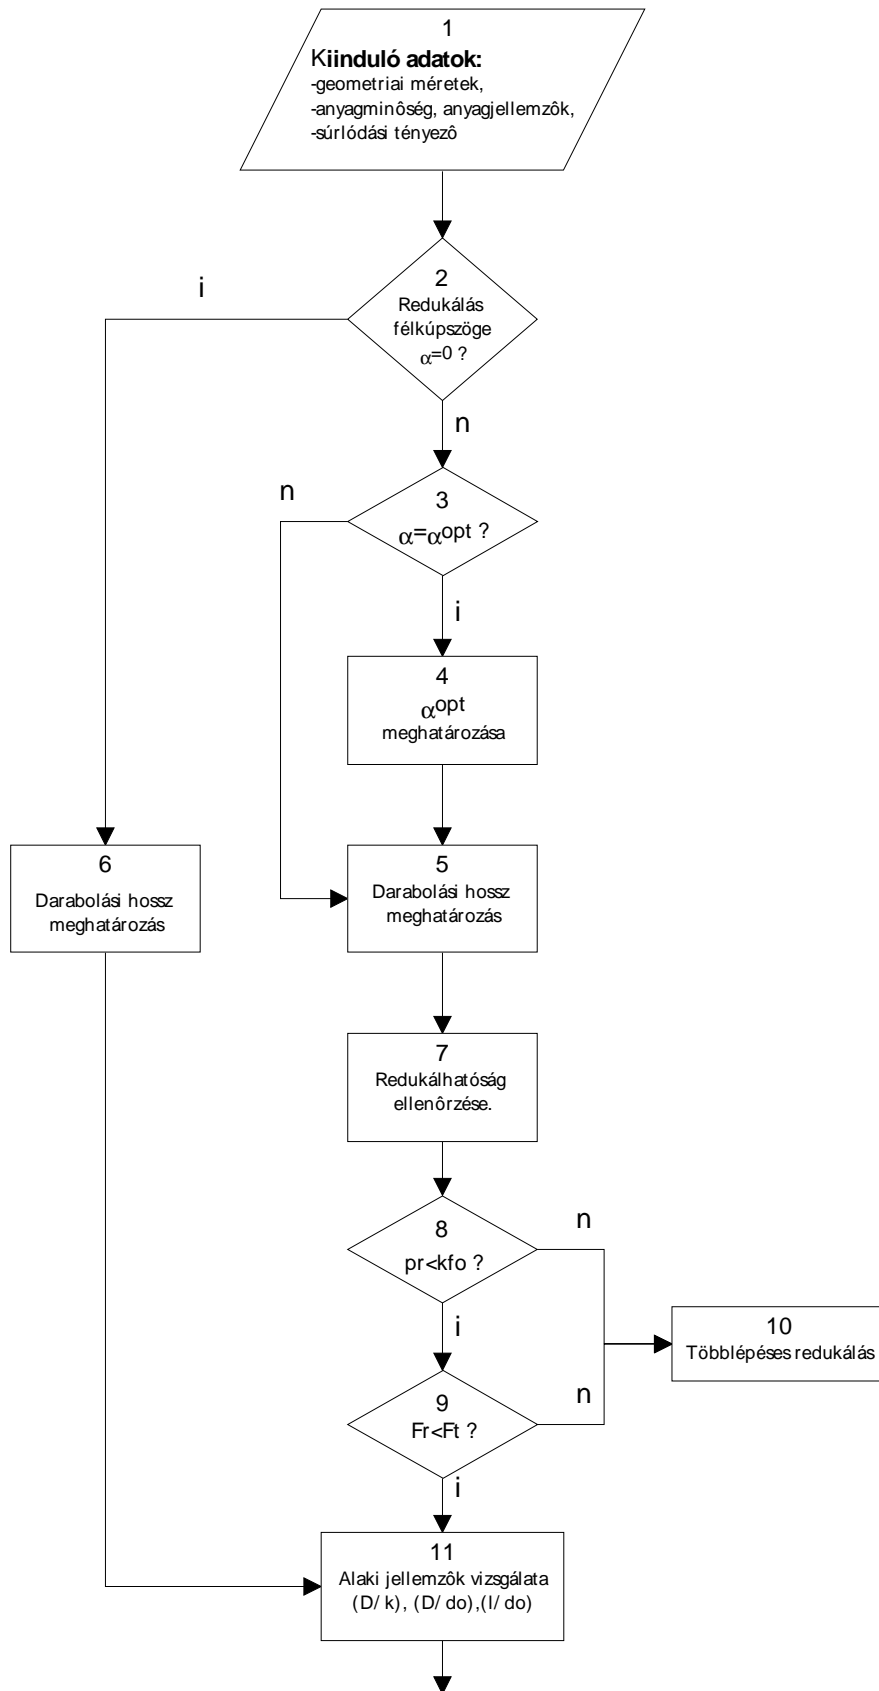 1
Kiinduló adatok:
-geometriai méretek,
-anyagminôség, anyagjellemzôk,
-súrlódási tényezô
2
Redukálás
félkúpszöge
α=0 ?
i
n
3
α=αopt ?
n
i
4
αopt
meghatározása
6
Darabolási hossz
meghatározás
5
Darabolási hossz
meghatározás
7
Redukálhatóság
ellenôrzése.
8
pr<kfo ?
n
i
10
Többlépéses redukálás
9
Fr<Ft ?
n
i
11
Alaki jellemzôk vizsgálata
(D/ k), (D/ do),(l/ do)